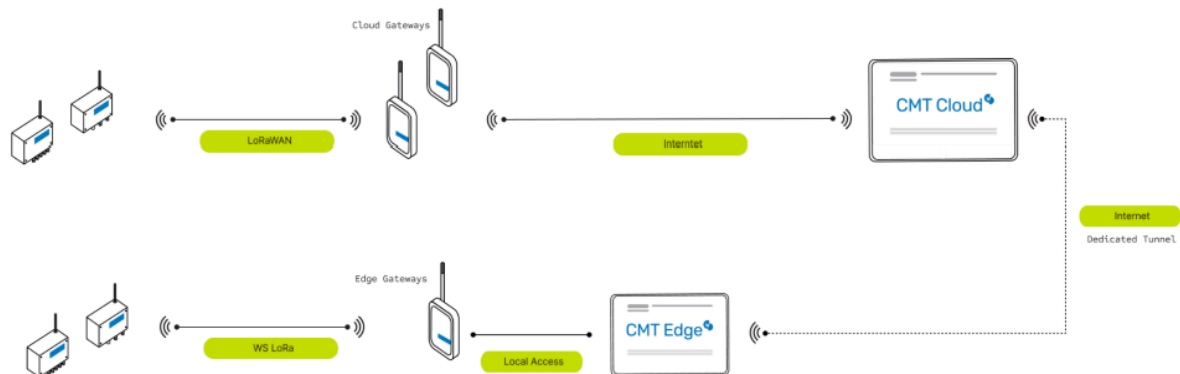 Cloud Gateways
CMT Cloud
LoRaWAN
Interntet
Internet
Dedicated Tunnel
Edge Gateways
CMT Edge
WS LoRa
Local Access